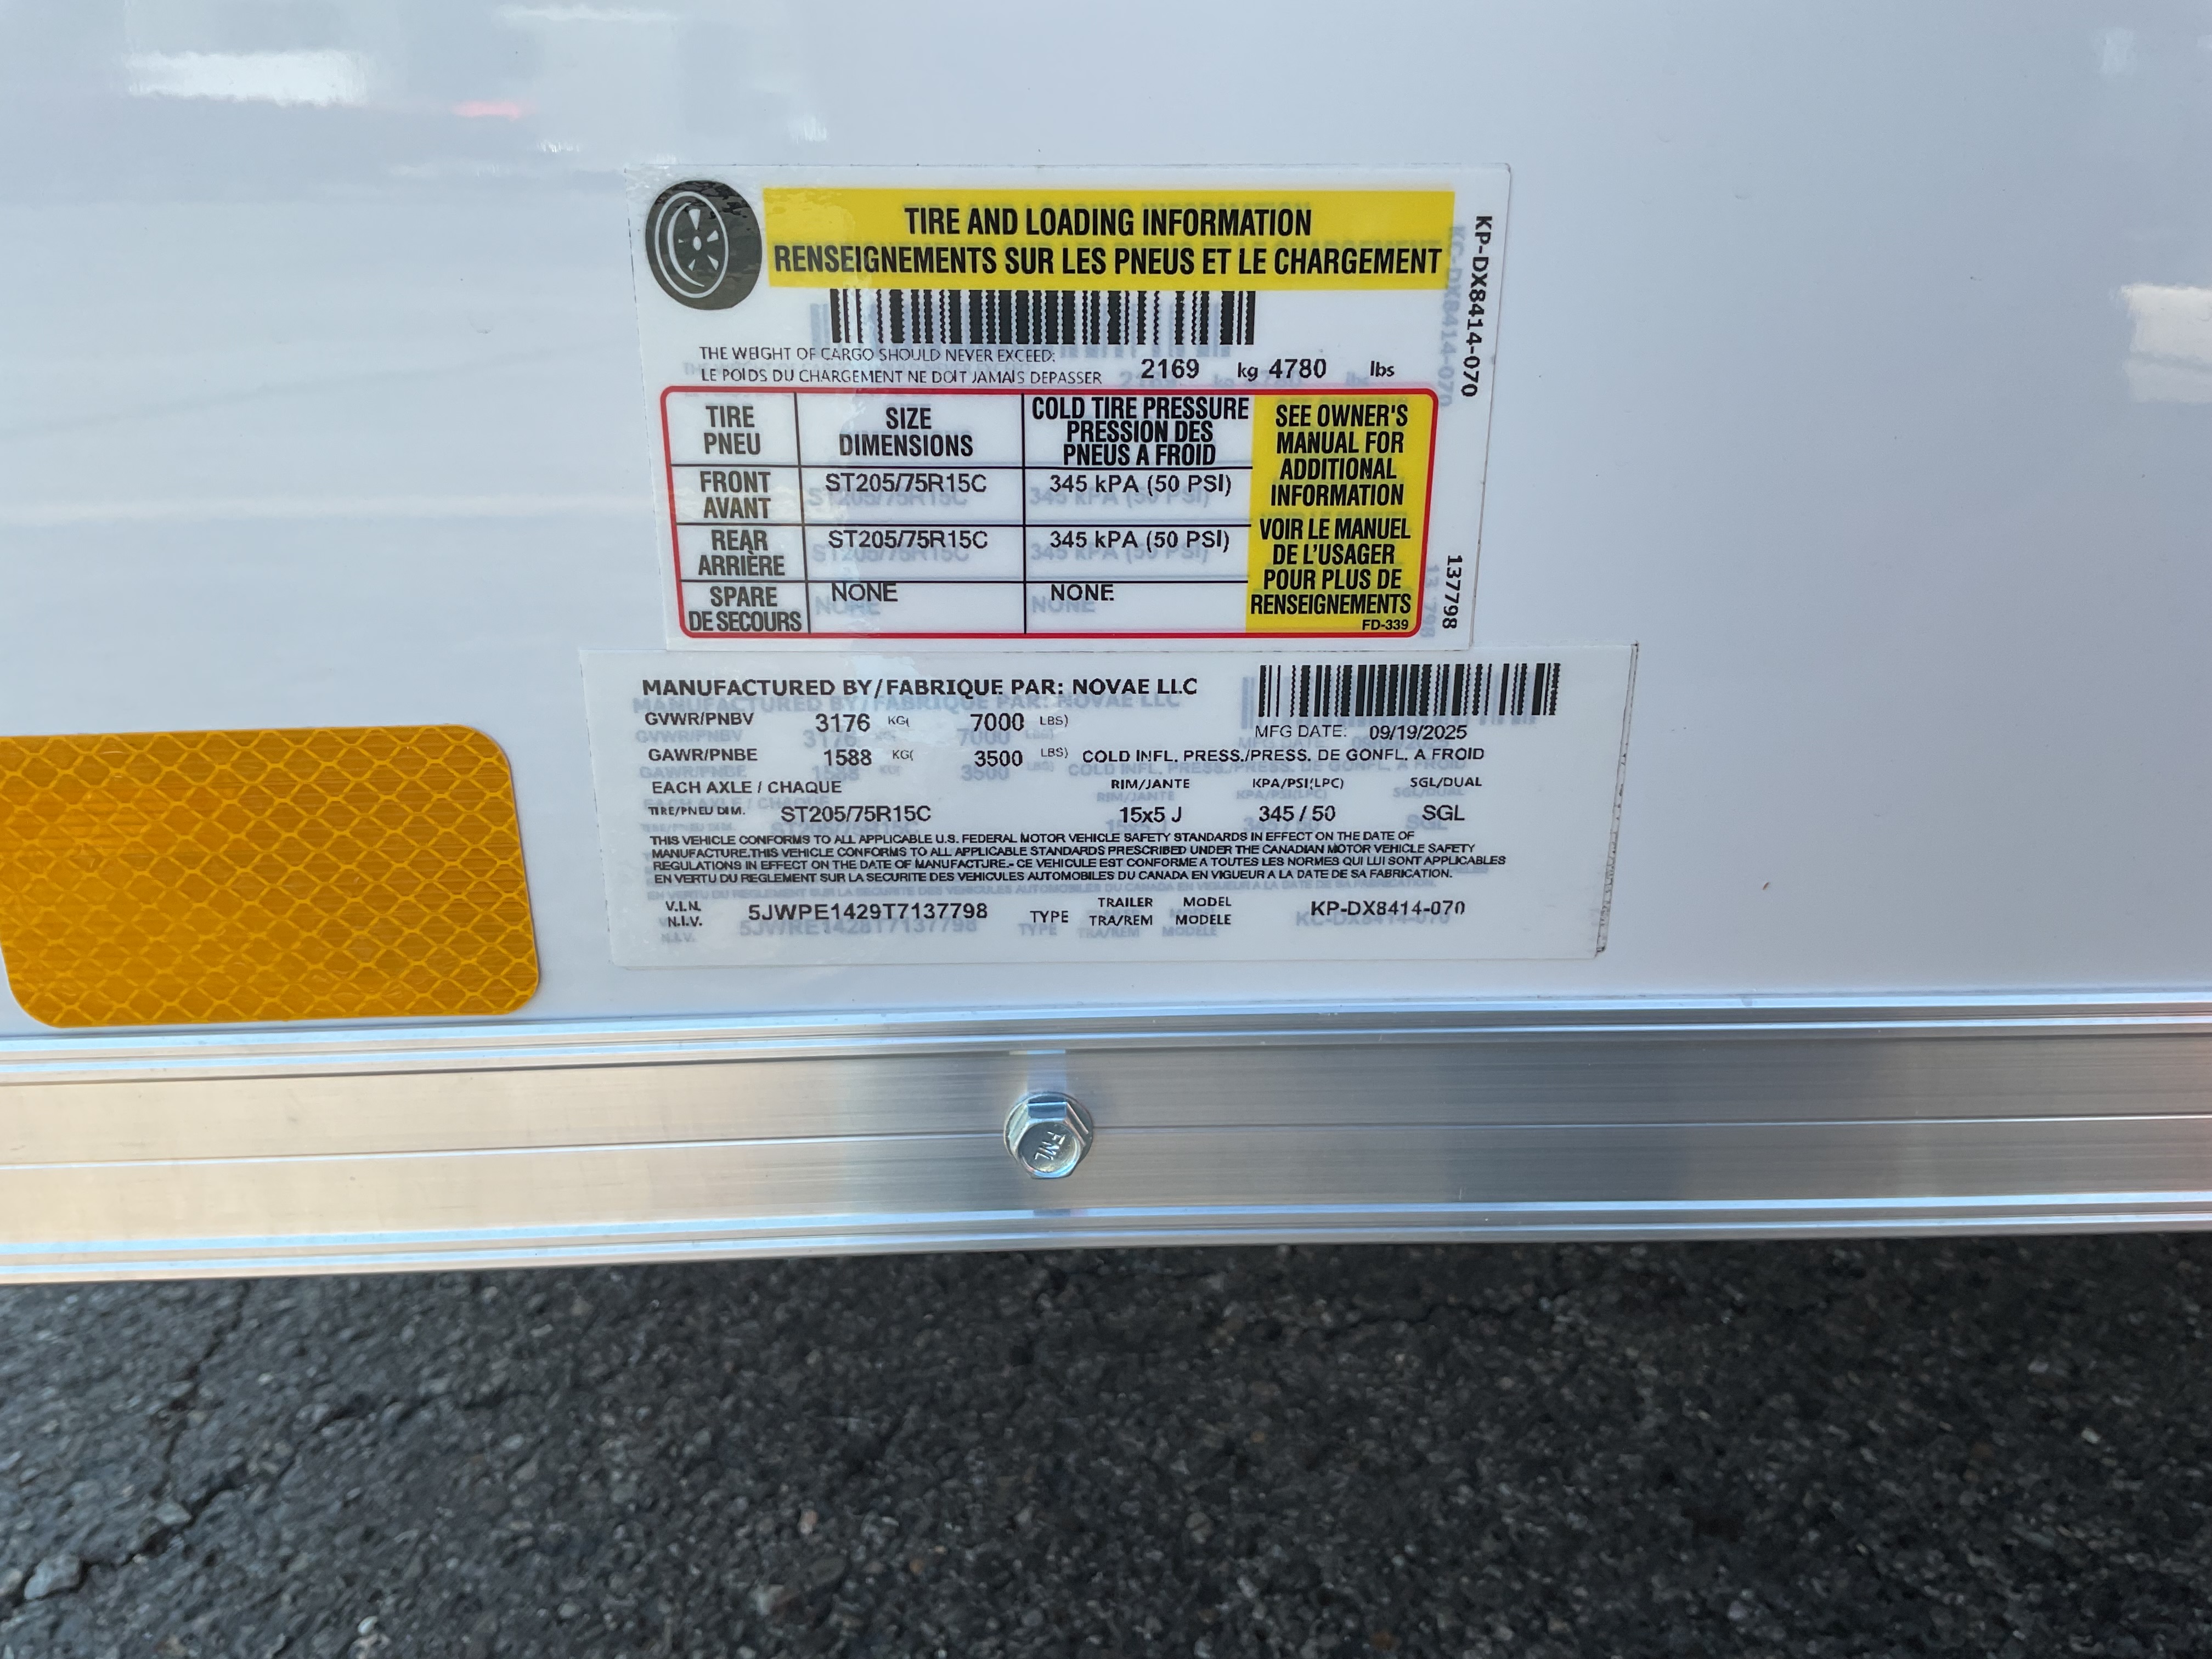 TIRE AND LOADING INFORMATION
RENSEIGNEMENTS SUR LES PNEUS ET LE CHARGEMENT
THE WEIGHT OF CARGO SHOULD NEVER EXCEED:
LE POIDS DU CHARGEMENT NE DOIT JAMAIS DEPASSER 2169 kg 4780 lbs
TIRE PNEU SIZE DIMENSIONS COLD TIRE PRESSURE PRESSION DES PNEUS A FROID
FRONT AVANT ST205/75R15C 345 kPA (50 PSI)
REAR ARRIÈRE ST205/75R15C 345 kPA (50 PSI)
SPARE DE SECOURS NONE NONE
SEE OWNER'S
MANUAL FOR
ADDITIONAL
INFORMATION
VOIR LE MANUEL
DE L'USAGER
POUR PLUS DE
RENSEIGNEMENTS
FD-339
KP-DX8414-070
137798
MANUFACTURED BY/FABRIQUE PAR: NOVAE LLC
GVWR/PNBV 3176 KG( 7000 LBS)
MFG DATE: 09/19/2025
GAWR/PNBE 1588 KG( 3500 LBS) COLD INFL. PRESS./PRESS. DE GONFL. A FROID
EACH AXLE / CHAQUE RIM/JANTE KPA/PSI(LPC) SGL/DUAL
TIRE/PNEU DIM. ST205/75R15C 15x5 J 345 / 50 SGL
THIS VEHICLE CONFORMS TO ALL APPLICABLE U.S. FEDERAL MOTOR VEHICLE SAFETY STANDARDS IN EFFECT ON THE DATE OF
MANUFACTURE.THIS VEHICLE CONFORMS TO ALL APPLICABLE STANDARDS PRESCRIBED UNDER THE CANADIAN MOTOR VEHICLE SAFETY
REGULATIONS IN EFFECT ON THE DATE OF MANUFACTURE.- CE VEHICULE EST CONFORME A TOUTES LES NORMES QUI LUI SONT APPLICABLES
EN VERTU DU REGLEMENT SUR LA SECURITE DES VEHICULES AUTOMOBILES DU CANADA EN VIGUEUR A LA DATE DE SA FABRICATION.
V.I.N. 5JWPE1429T7137798 TYPE TRAILER MODEL KP-DX8414-070
N.I.V. TRA/REM MODELE
FNL